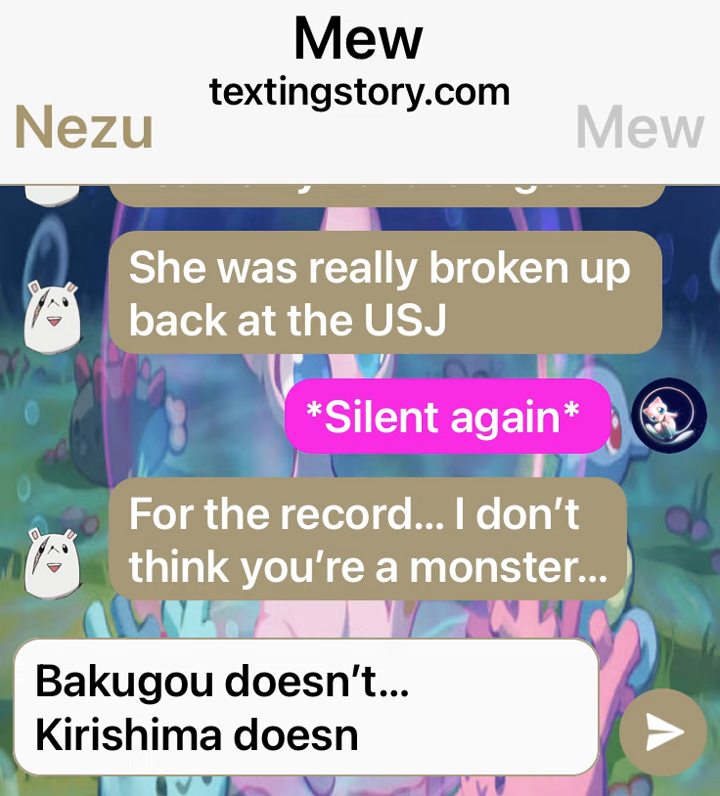 Mew
textingstory.com
Nezu
Mew
She was really broken up
back at the USJ
*Silent again*
For the record... I don't
think you're a monster...
Bakugou doesn't...
Kirishima doesn